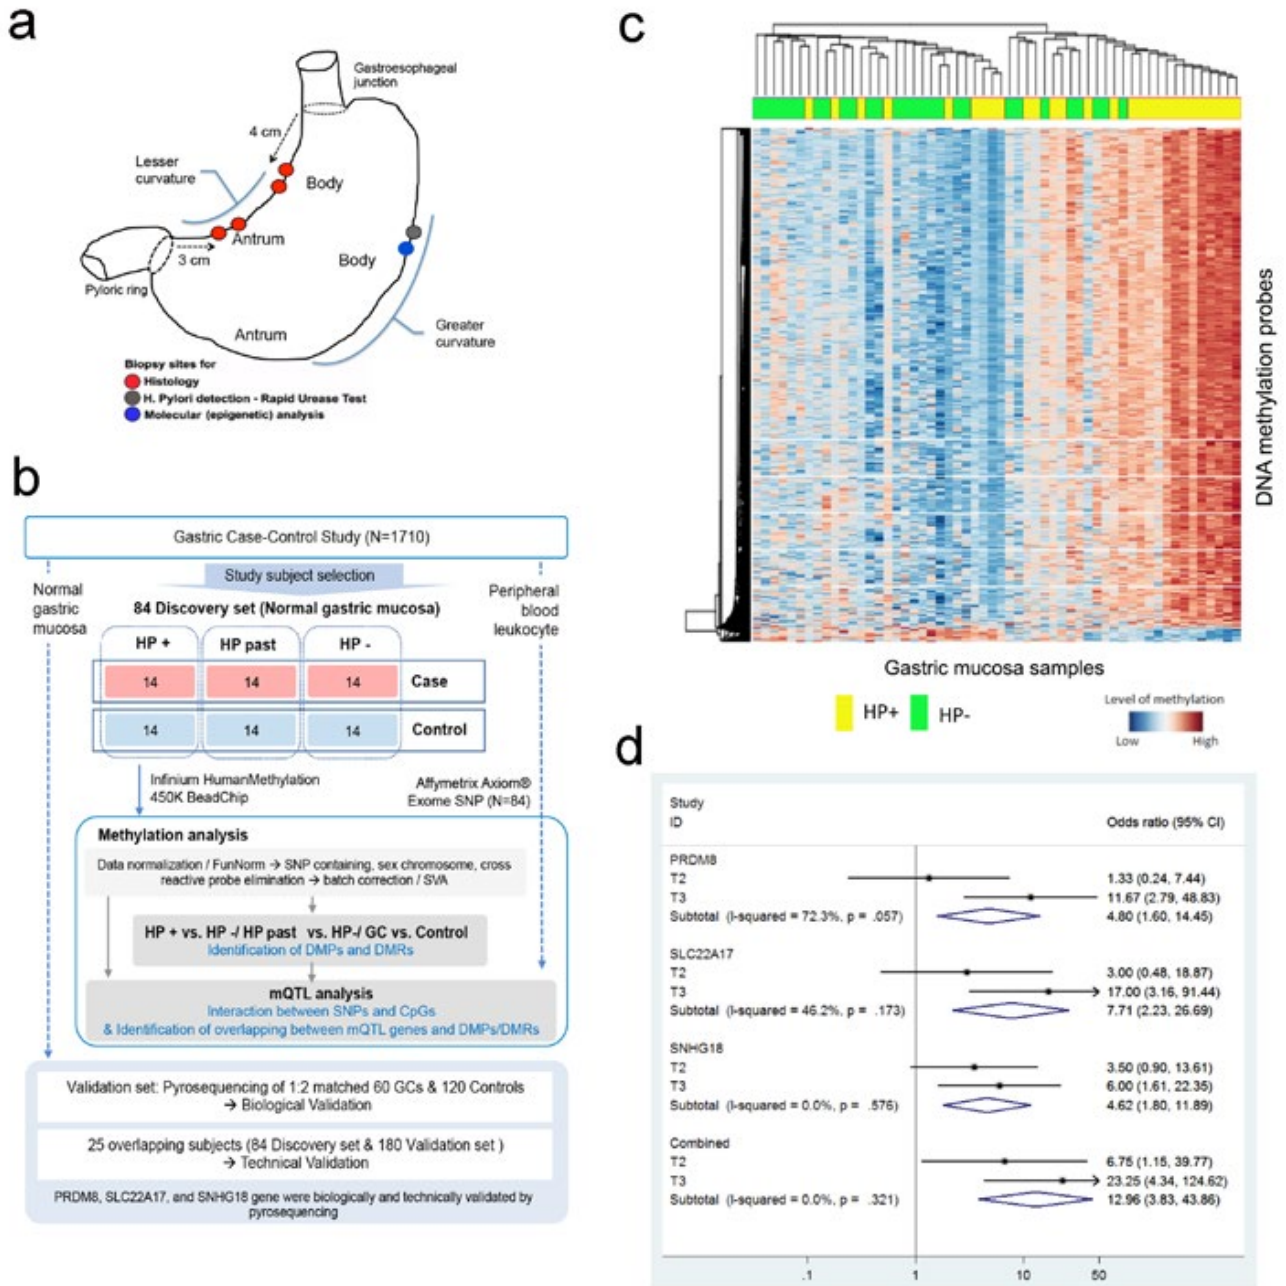 a
Gastroesophageal
junction
4 cm
Lesser
curvature
Body
Antrum
3 cm
Body
Pyloric ring
Antrum
Greater
curvature
Biopsy sites for
Histology
H. Pylori detection - Rapid Urease Test
Molecular (epigenetic) analysis
b
Gastric Case-Control Study (N=1710)
Study subject selection
Normal
gastric
mucosa
Peripheral
blood
leukocyte
84 Discovery set (Normal gastric mucosa)
HP + HP past HP -
14 14 14 Case
14 14 14 Control
Infinium HumanMethylation
450K BeadChip
Affymetrix Axiom®
Exome SNP (N=84)
Methylation analysis
Data normalization / FunNorm → SNP containing, sex chromosome, cross
reactive probe elimination → batch correction / SVA
HP + vs. HP -/ HP past vs. HP-/ GC vs. Control
Identification of DMPs and DMRs
mQTL analysis
Interaction between SNPs and CpGs
& Identification of overlapping between mQTL genes and DMPs/DMRs
Validation set: Pyrosequencing of 1:2 matched 60 GCs & 120 Controls
→ Biological Validation
25 overlapping subjects (84 Discovery set & 180 Validation set )
→ Technical Validation
PRDM8, SLC22A17, and SNHG18 gene were biologically and technically validated by
pyrosequencing
c
DNA methylation probes
Gastric mucosa samples
HP+ HP-
Level of methylation
Low High
d
Study
ID Odds ratio (95% CI)
PRDM8
T2 1.33 (0.24, 7.44)
T3 11.67 (2.79, 48.83)
Subtotal (I-squared = 72.3%, p = .057) 4.80 (1.60, 14.45)
SLC22A17
T2 3.00 (0.48, 18.87)
T3 17.00 (3.16, 91.44)
Subtotal (I-squared = 46.2%, p = .173) 7.71 (2.23, 26.69)
SNHG18
T2 3.50 (0.90, 13.61)
T3 6.00 (1.61, 22.35)
Subtotal (I-squared = 0.0%, p = .576) 4.62 (1.80, 11.89)
Combined
T2 6.75 (1.15, 39.77)
T3 23.25 (4.34, 124.62)
Subtotal (I-squared = 0.0%, p = .321) 12.96 (3.83, 43.86)
.1 1 10 50